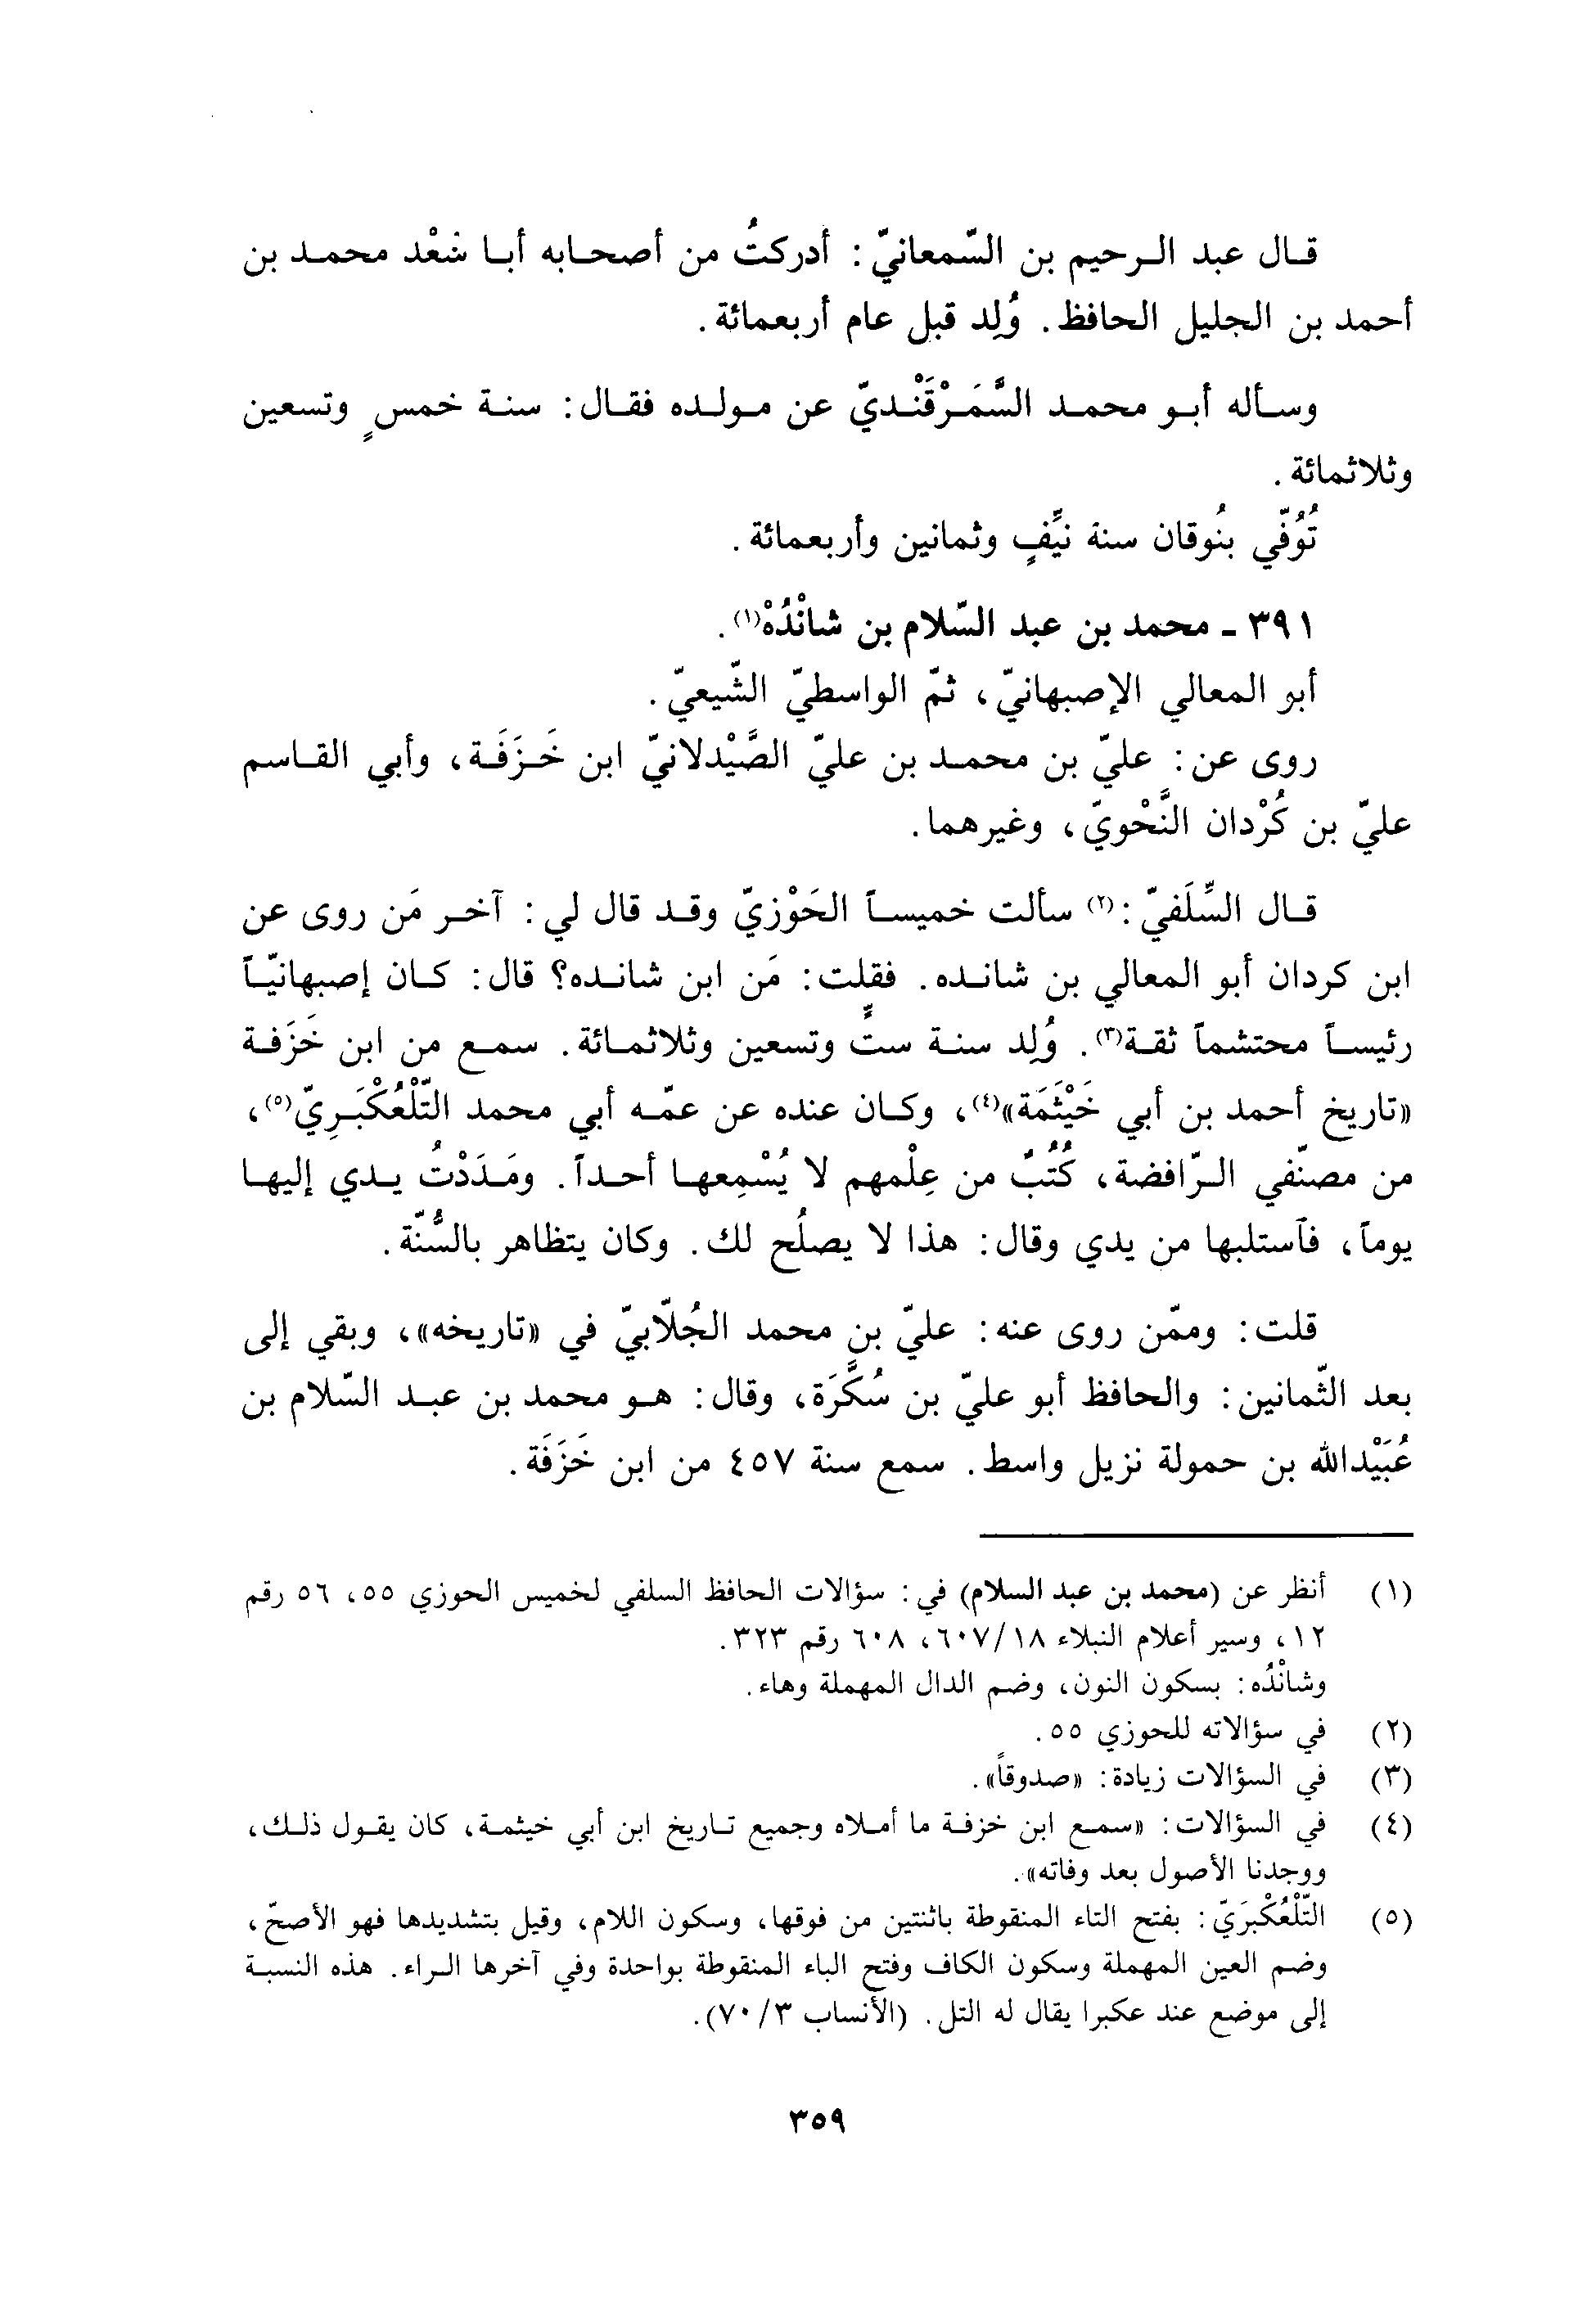 قال عبد الرحيم بن السّمعانيّ: أدركتُ من أصحابه أبا سْعْد محمد بن
أحمد بن الجليل الحافظ. وُلِد قبل عام أربعمائة.
وسأله أبو محمد السَّمَرْقَنْديّ عن مولده فقال: سنة خمسٍ وتسعين
وثلاثمائة.
تُوُفّي بنُوقان سنة نيِّفٍ وثمانين وأربعمائة.
٣٩١ - محمد بن عبد السّلام بن شانْدُهْ(١).
أبو المعالي الإصبهانيّ، ثمّ الواسطيّ الشّيعيّ.
روى عن: عليّ بن محمد بن عليّ الصَّيْدلانيّ ابن خَزَفَة، وأبي القاسم
عليّ بن كُرْدان النَّحْويّ، وغيرهما.
قال السِّلَفيّ:(٢) سألت خميساً الحَوْزيّ وقد قال لي: آخر مَن روى عن
ابن كردان أبو المعالي بن شانده. فقلت: مَن ابن شانده؟ قال: كان إصبهانيّاً
رئيساً محتشماً ثقة(٣). وُلِد سنة ستٍّ وتسعين وثلاثمائة. سمع من ابن خَزَفة
«تاريخ أحمد بن أبي خَيْثَمَة»(٤)، وكان عنده عن عمّه أبي محمد التّلْعُكْبَرِيّ(٥)،
من مصنّفي الرّافضة، كُتُبٌ من عِلْمهم لا يُسْمِعها أحداً. ومَدَدْتُ يدي إليها
يوماً، فآستلبها من يدي وقال: هذا لا يصلُح لك. وكان يتظاهر بالسُّنّة.
قلت: وممّن روى عنه: عليّ بن محمد الجُلّابيّ في «تاريخه»، وبقي إلى
بعد الثّمانين: والحافظ أبو عليّ بن سُكَّرَة، وقال: هو محمد بن عبد السّلام بن
عُبَيْدالله بن حمولة نزيل واسط. سمع سنة ٤٥٧ من ابن خَزَفَة.
(١) أنظر عن (محمد بن عبد السلام) في: سؤالات الحافظ السلفي لخميس الحوزي ٥٥، ٥٦ رقم
١٢، وسير أعلام النبلاء ١٨/٦٠٧، ٦٠٨ رقم ٣٢٣.
وشانْدُه: بسكون النون، وضم الدال المهملة وهاء.
(٢) في سؤالاته للحوزي ٥٥.
(٣) في السؤالات زيادة: «صدوقاً».
(٤) في السؤالات: «سمع ابن خزفة ما أملاه وجميع تاريخ ابن أبي خيثمة، كان يقول ذلك،
ووجدنا الأصول بعد وفاته».
(٥) التّلْعُكْبَرَيّ: بفتح التاء المنقوطة باثنتين من فوقها، وسكون اللام، وقيل بتشديدها فهو الأصحّ،
وضم العين المهملة وسكون الكاف وفتح الباء المنقوطة بواحدة وفي آخرها الراء. هذه النسبة
إلى موضع عند عكبرا يقال له التل. (الأنساب ٣/٧٠).
٣٥٩